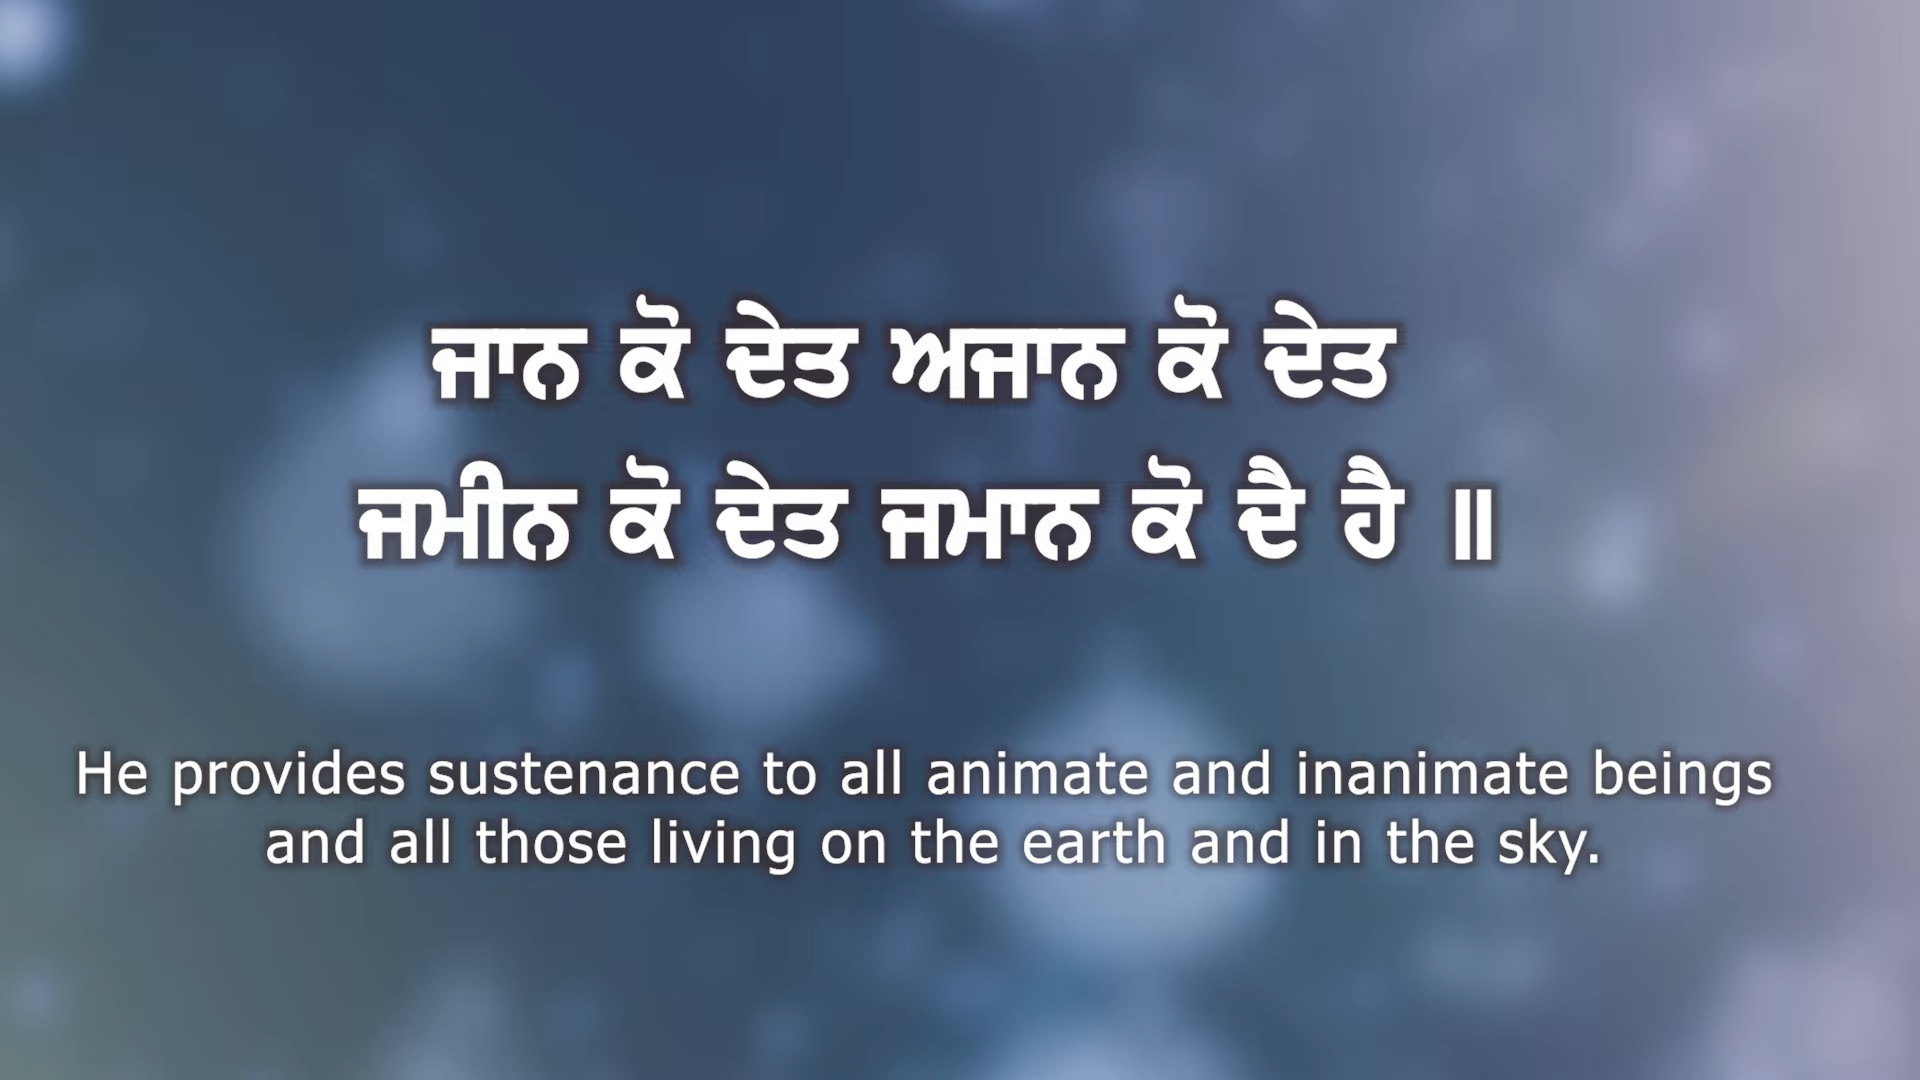 ਜਾਨ ਕੋ ਦੇਤ ਅਜਾਨ ਕੋ ਦੇਤ
ਜਮੀਨ ਕੋ ਦੇਤ ਜਮਾਨ ਕੋ ਦੈ ਹੈ ॥
He provides sustenance to all animate and inanimate beings
and all those living on the earth and in the sky.